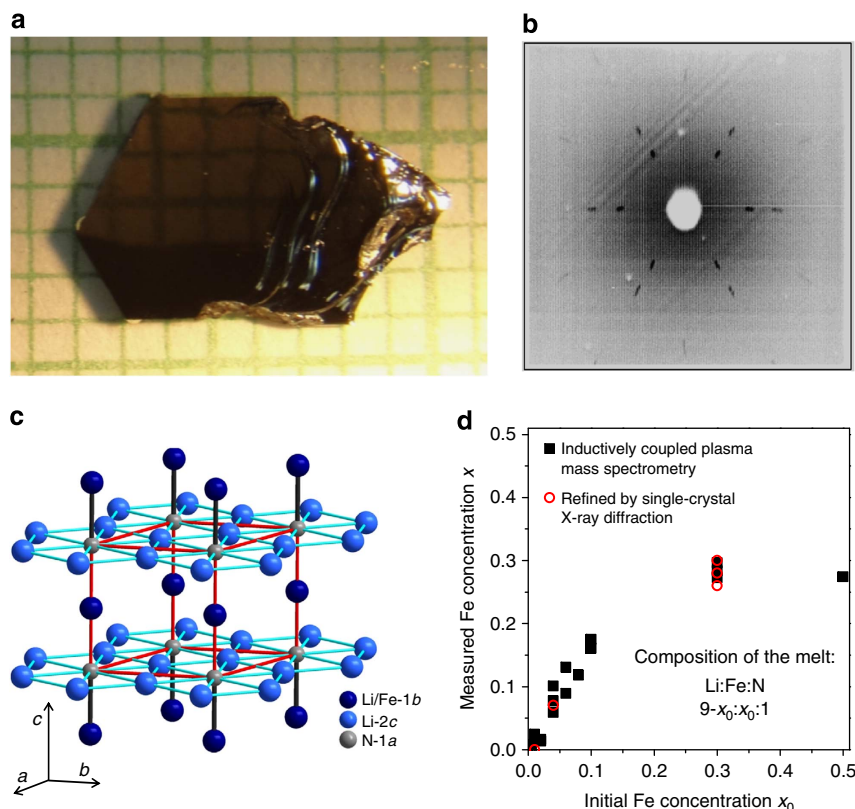 a
b
c
Li/Fe-1b
Li-2c
N-1a
c
a
b
d
0.5
0.4
0.3
0.2
0.1
0.0
Measured Fe concentration x
Inductively coupled plasma
mass spectrometry
Refined by single-crystal
X-ray diffraction
Composition of the melt:
Li:Fe:N
9-x₀:x₀:1
0.0 0.1 0.2 0.3 0.4 0.5
Initial Fe concentration x₀